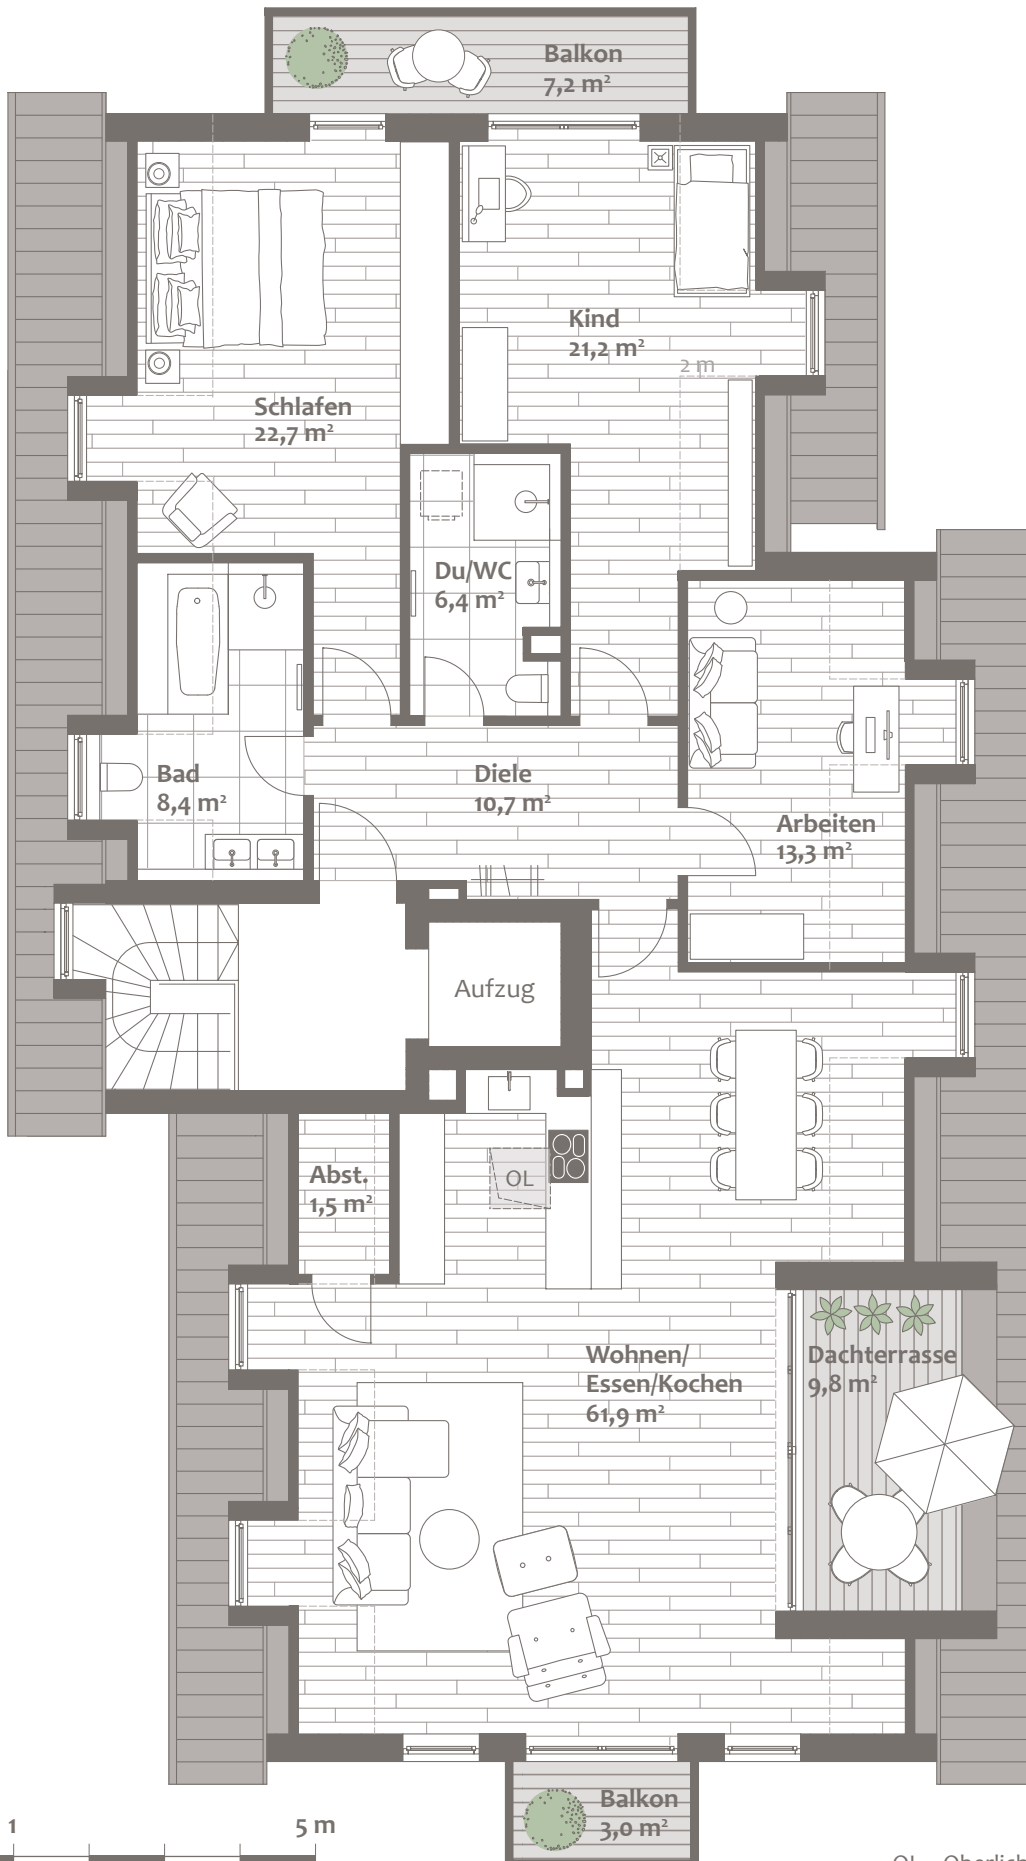 Balkon
7,2 m²
Kind
21,2 m²
2 m
Schlafen
22,7 m²
Du/WC
6,4 m²
Bad
8,4 m²
Diele
10,7 m²
Arbeiten
13,3 m²
Aufzug
Abst.
1,5 m²
OL
Wohnen/
Essen/Kochen
61,9 m²
Dachterrasse
9,8 m²
Balkon
3,0 m²
1 5 m